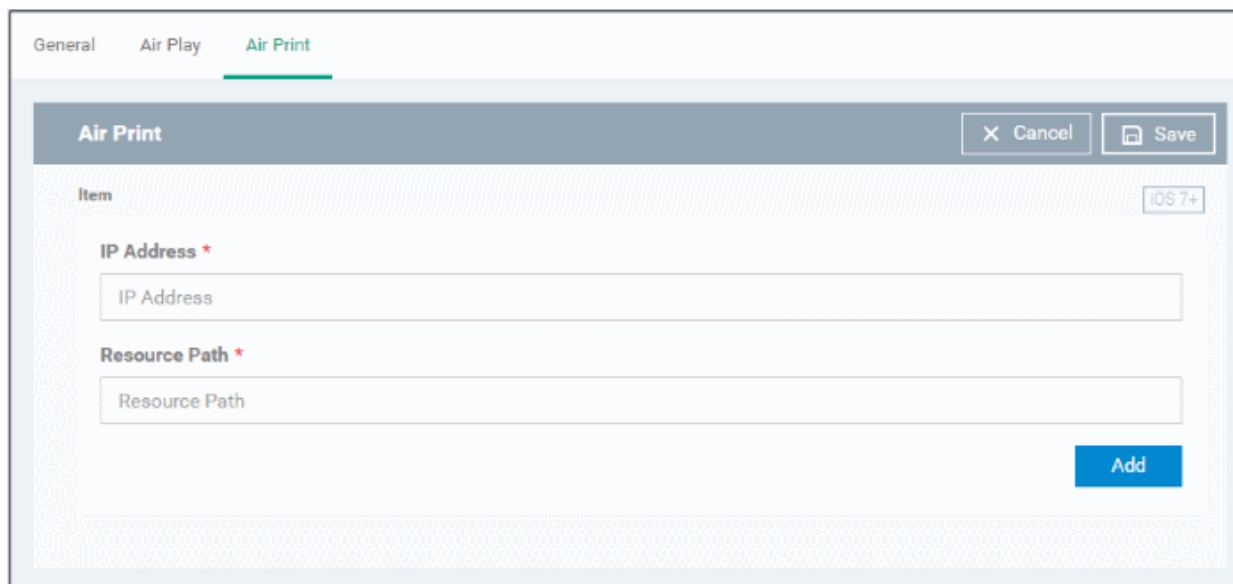 General Air Play Air Print
Air Print Cancel Save
Item iOS 7+
IP Address *
IP Address
Resource Path *
Resource Path
Add